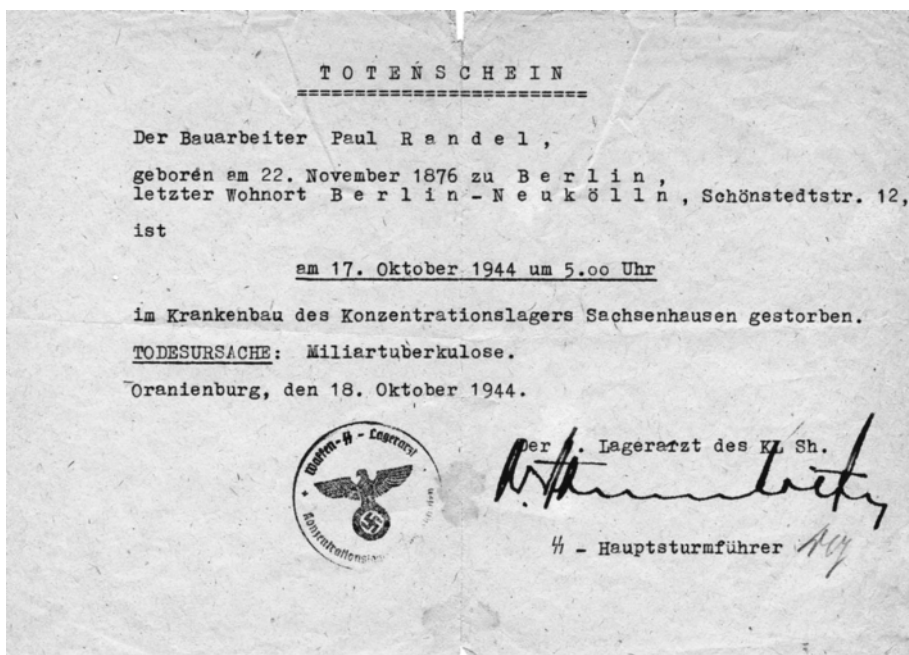 TOTENSCHEIN
Der Bauarbeiter Paul Randel,
geboren am 22. November 1876 zu Berlin,
letzter Wohnort Berlin-Neukölln, Schönstedtstr. 12,
ist
am 17. Oktober 1944 um 5.oo Uhr
im Krankenbau des Konzentrationslagers Sachsenhausen gestorben.
TODESURSACHE: Miliartuberkulose.
Oranienburg, den 18. Oktober 1944.
Waffen-ᛋᛋ - Lagerarzt
Der . Lagerarzt des KL Sh.
ᛋᛋ - Hauptsturmführer